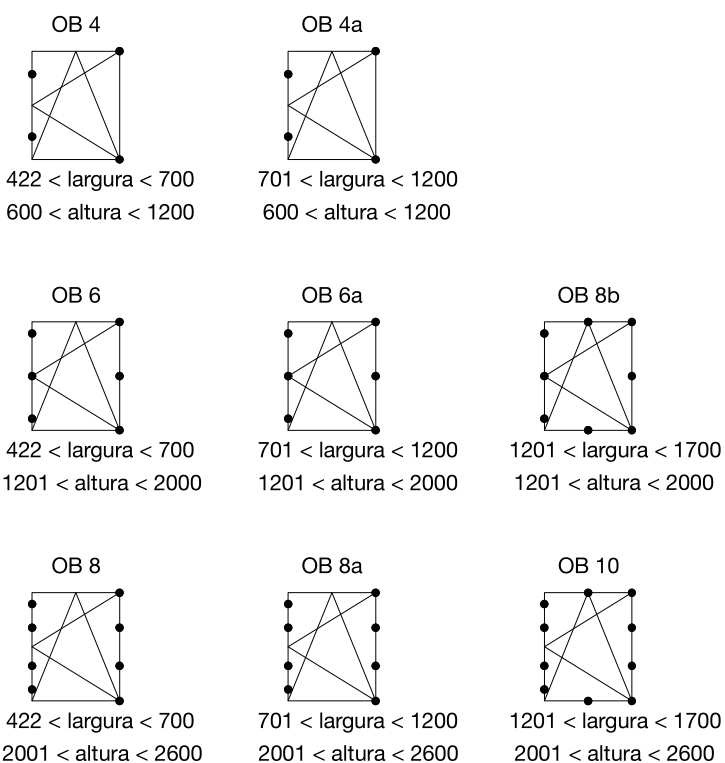 OB 4
422 < largura < 700
600 < altura < 1200
OB 4a
701 < largura < 1200
600 < altura < 1200
OB 6
422 < largura < 700
1201 < altura < 2000
OB 6a
701 < largura < 1200
1201 < altura < 2000
OB 8b
1201 < largura < 1700
1201 < altura < 2000
OB 8
422 < largura < 700
2001 < altura < 2600
OB 8a
701 < largura < 1200
2001 < altura < 2600
OB 10
1201 < largura < 1700
2001 < altura < 2600